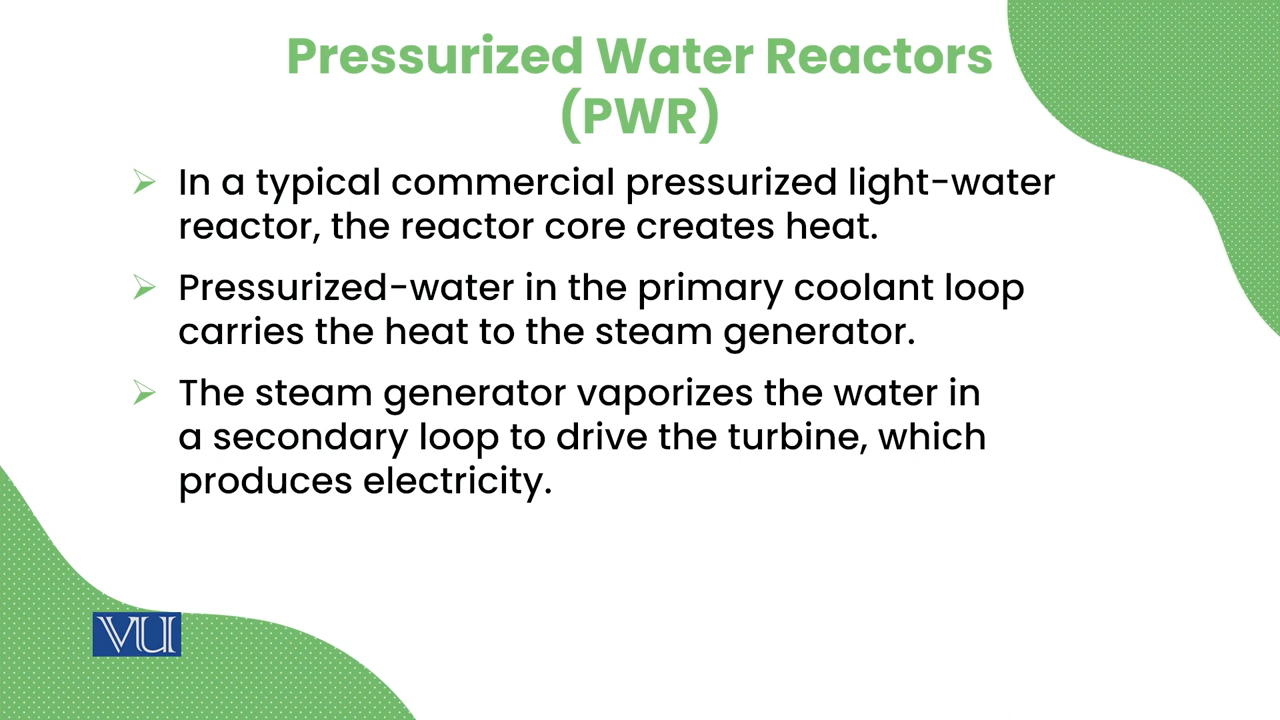 Pressurized Water Reactors
(PWR)
➢ In a typical commercial pressurized light-water
reactor, the reactor core creates heat.
➢ Pressurized-water in the primary coolant loop
carries the heat to the steam generator.
➢ The steam generator vaporizes the water in
a secondary loop to drive the turbine, which
produces electricity.
VU